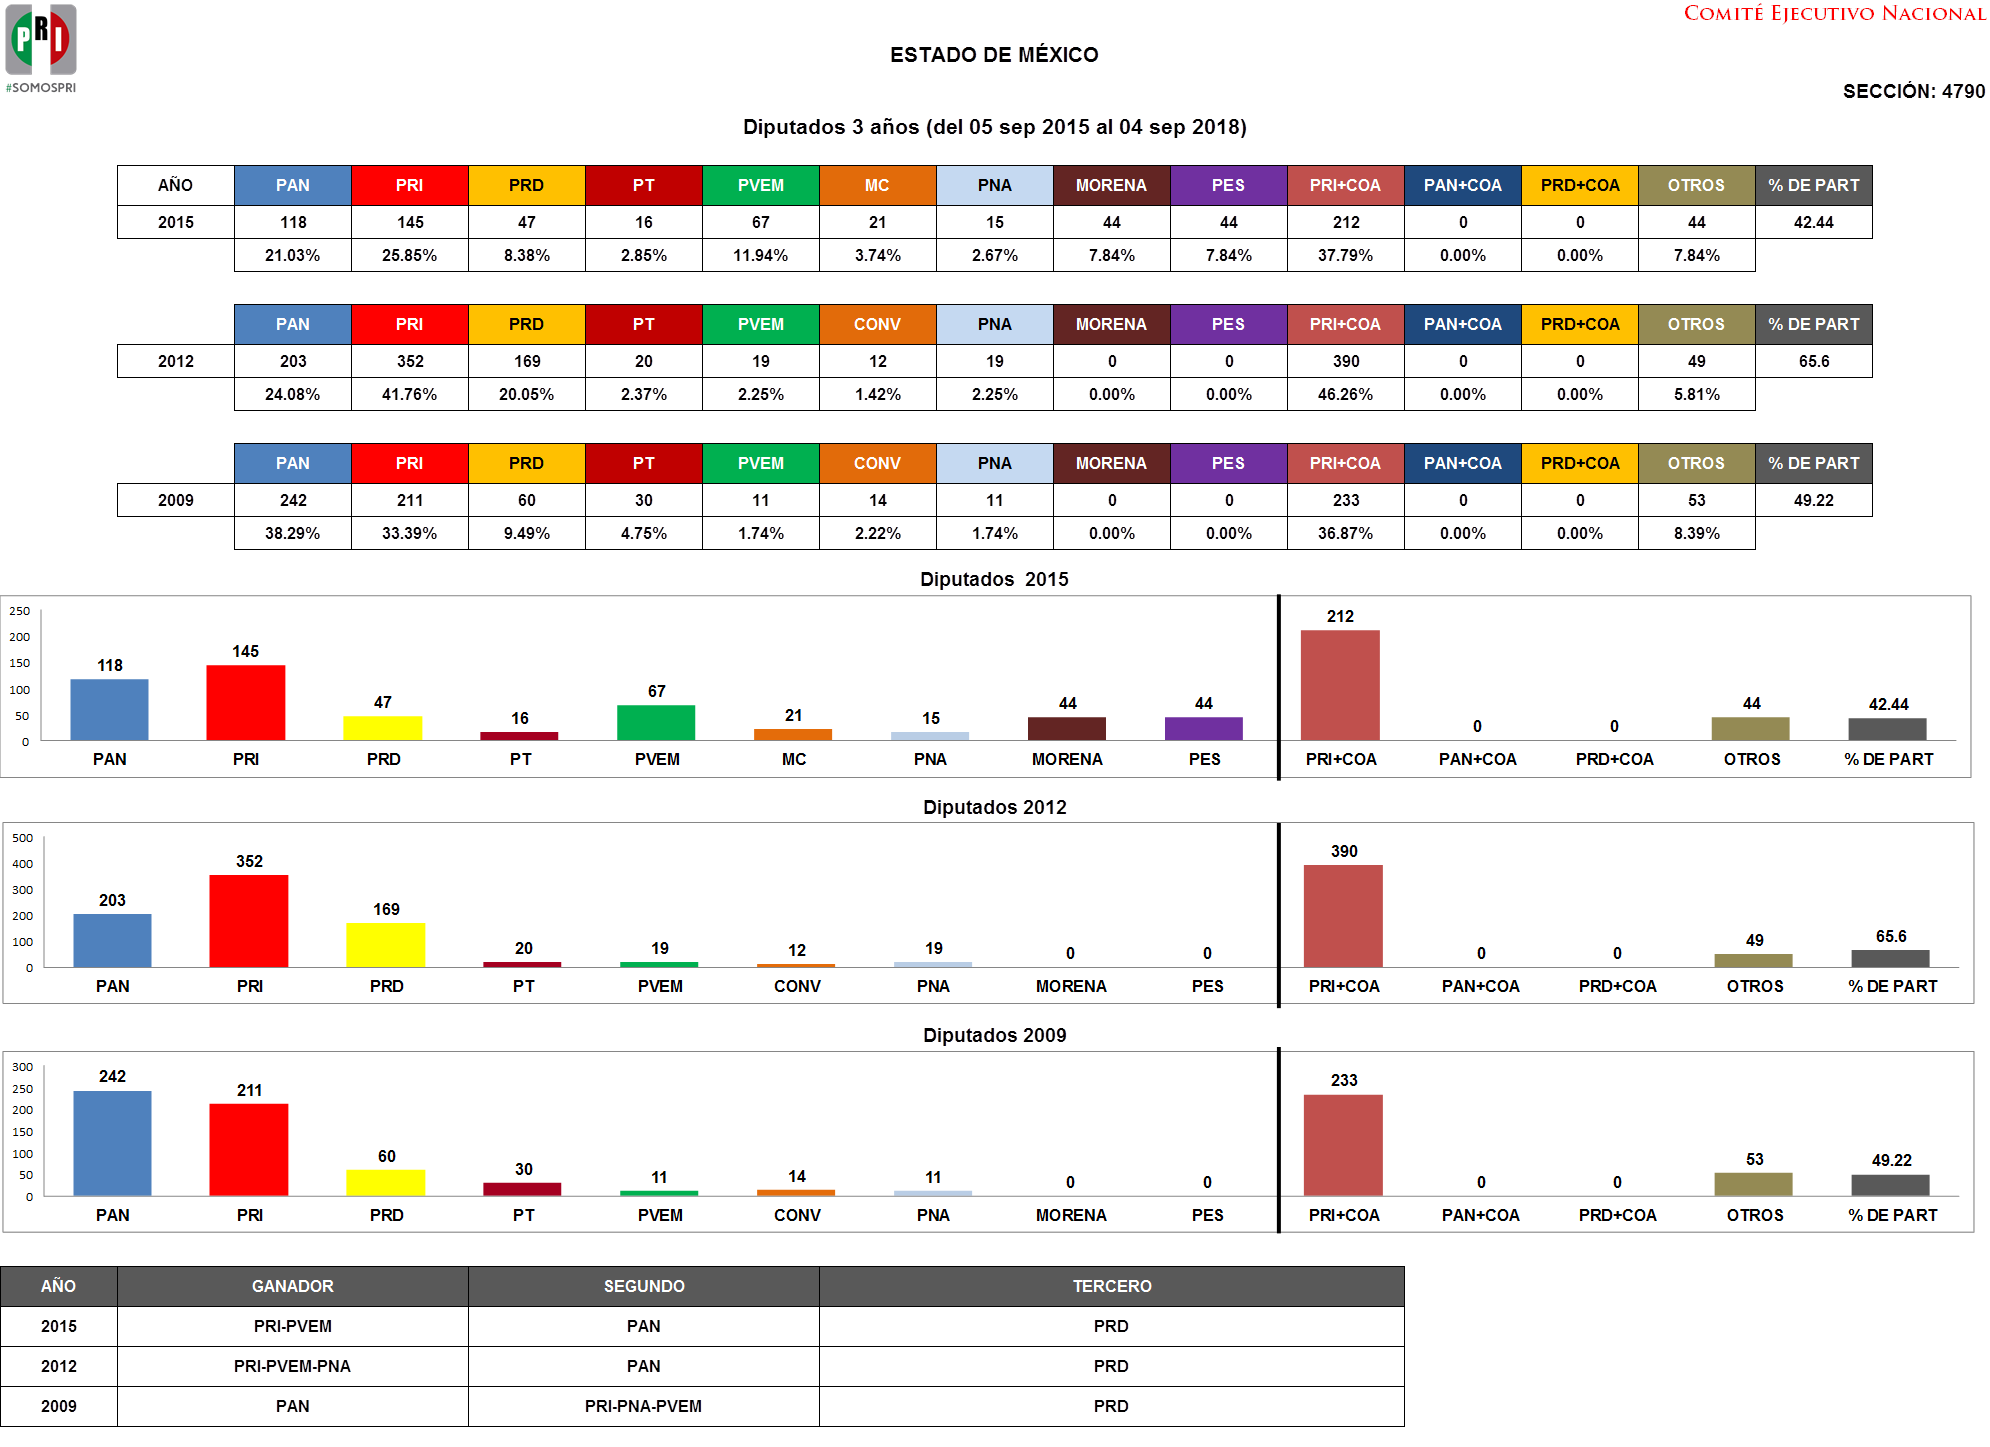 PRI
#SOMOSPRI
COMITÉ EJECUTIVO NACIONAL
ESTADO DE MÉXICO
SECCIÓN: 4790
Diputados 3 años (del 05 sep 2015 al 04 sep 2018)
AÑO PAN PRI PRD PT PVEM MC PNA MORENA PES PRI+COA PAN+COA PRD+COA OTROS % DE PART
2015 118 145 47 16 67 21 15 44 44 212 0 0 44 42.44
21.03% 25.85% 8.38% 2.85% 11.94% 3.74% 2.67% 7.84% 7.84% 37.79% 0.00% 0.00% 7.84%
PAN PRI PRD PT PVEM CONV PNA MORENA PES PRI+COA PAN+COA PRD+COA OTROS % DE PART
2012 203 352 169 20 19 12 19 0 0 390 0 0 49 65.6
24.08% 41.76% 20.05% 2.37% 2.25% 1.42% 2.25% 0.00% 0.00% 46.26% 0.00% 0.00% 5.81%
PAN PRI PRD PT PVEM CONV PNA MORENA PES PRI+COA PAN+COA PRD+COA OTROS % DE PART
2009 242 211 60 30 11 14 11 0 0 233 0 0 53 49.22
38.29% 33.39% 9.49% 4.75% 1.74% 2.22% 1.74% 0.00% 0.00% 36.87% 0.00% 0.00% 8.39%
Diputados 2015
250
200
150
100
50
0
118 145 47 16 67 21 15 44 44 212 0 0 44 42.44
PAN PRI PRD PT PVEM MC PNA MORENA PES PRI+COA PAN+COA PRD+COA OTROS % DE PART
Diputados 2012
500
400
300
200
100
0
203 352 169 20 19 12 19 0 0 390 0 0 49 65.6
PAN PRI PRD PT PVEM CONV PNA MORENA PES PRI+COA PAN+COA PRD+COA OTROS % DE PART
Diputados 2009
300
250
200
150
100
50
0
242 211 60 30 11 14 11 0 0 233 0 0 53 49.22
PAN PRI PRD PT PVEM CONV PNA MORENA PES PRI+COA PAN+COA PRD+COA OTROS % DE PART
AÑO GANADOR SEGUNDO TERCERO
2015 PRI-PVEM PAN PRD
2012 PRI-PVEM-PNA PAN PRD
2009 PAN PRI-PNA-PVEM PRD